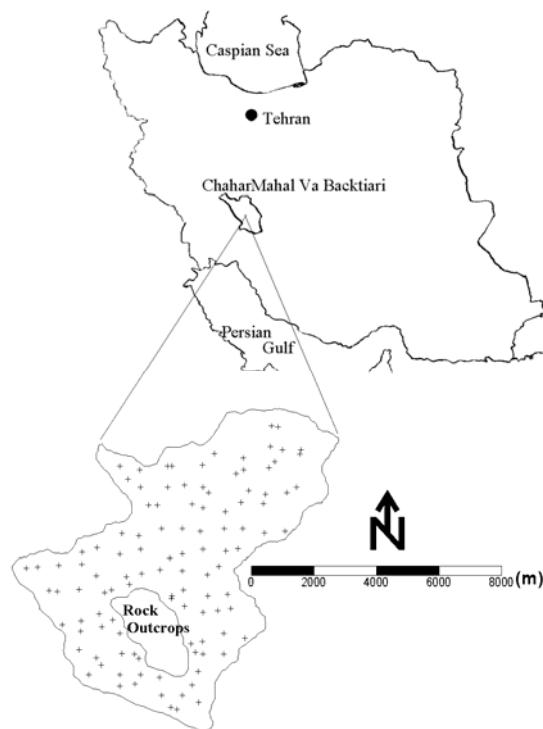 Caspian Sea
Tehran
ChaharMahal Va Backtiari
Persian
Gulf
N
0 2000 4000 6000 8000 (m)
Rock
Outcrops